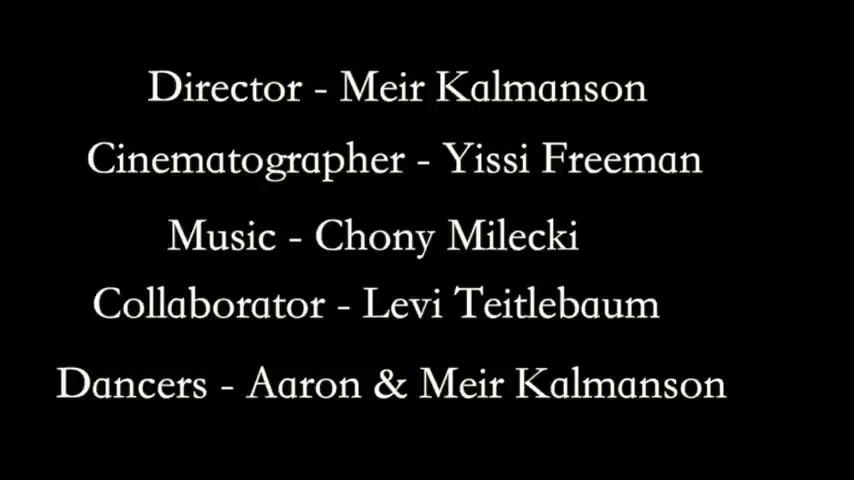 Director - Meir Kalmanson
Cinematographer - Yissi Freeman
Music - Chony Milecki
Collaborator - Levi Teitlebaum
Dancers - Aaron & Meir Kalmanson